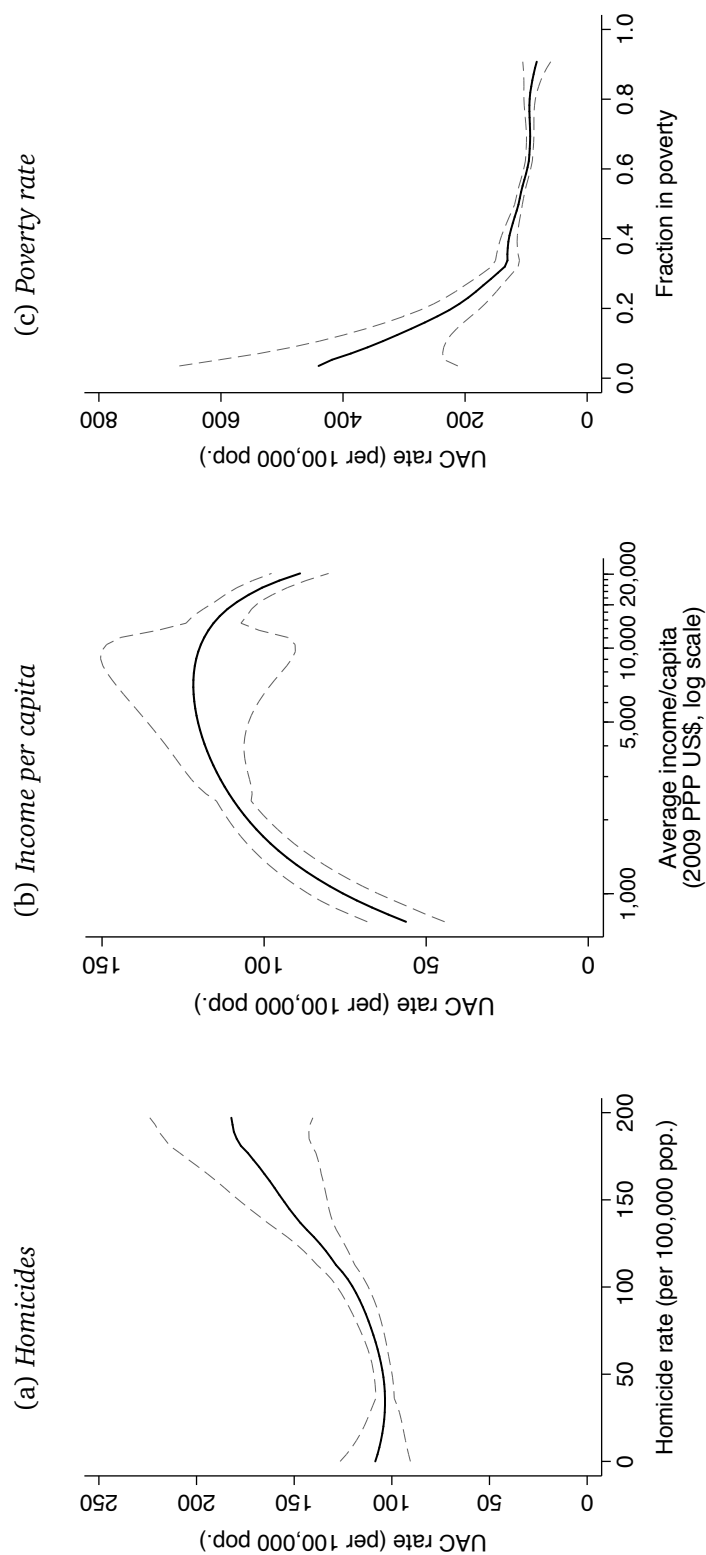 (a) Homicides
UAC rate (per 100,000 pop.)
250
200
150
100
50
0
0 50 100 150 200
Homicide rate (per 100,000 pop.)
(b) Income per capita
UAC rate (per 100,000 pop.)
150
100
50
0
1,000 5,000 10,000 20,000
Average income/capita
(2009 PPP US$, log scale)
(c) Poverty rate
UAC rate (per 100,000 pop.)
800
600
400
200
0
0.0 0.2 0.4 0.6 0.8 1.0
Fraction in poverty